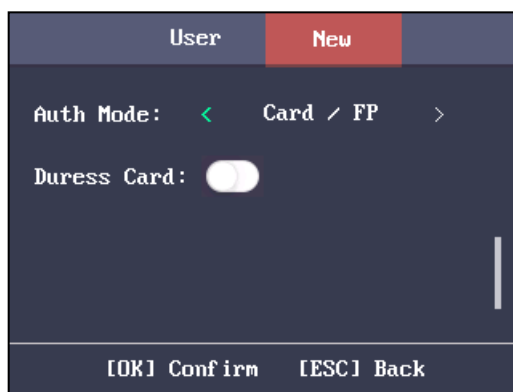 User New
Auth Mode: < Card / FP >
Duress Card:
[OK] Confirm [ESC] Back